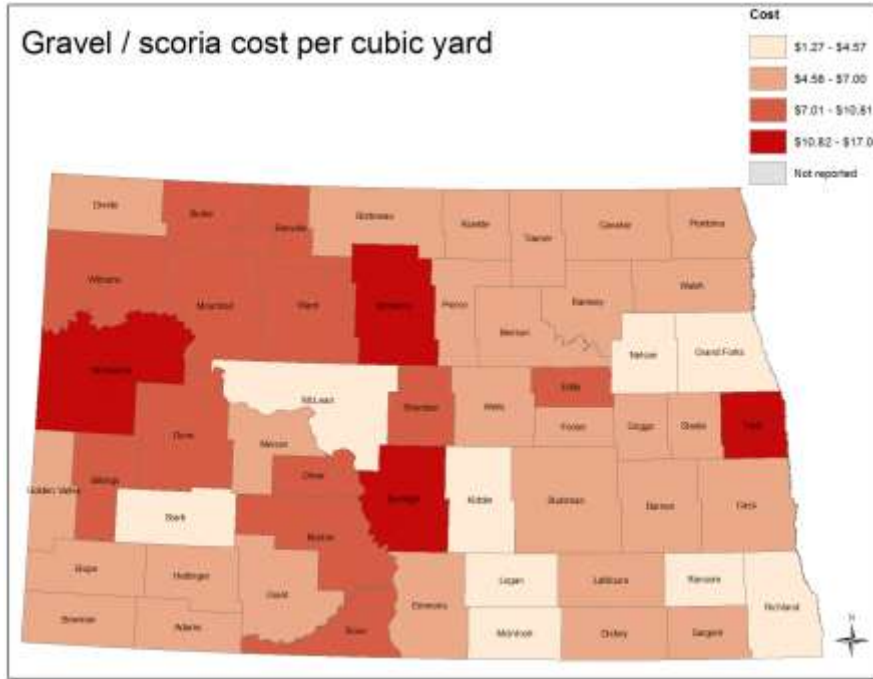 Cost
Gravel / scoria cost per cubic yard
$1.27 - $4.57
$4.58 - $7.00
$7.01 - $10.81
$10.82 - $17.0
Not reported
Divide
Burke
Renville
Bottineau
Rolette
Towner
Cavalier
Pembina
Williams
Mountrail
Ward
Pierce
Benson
Ramsey
Walsh
Nelson
Grand Forks
McLean
Sheridan
Wells
Eddy
Foster
Griggs
Steele
Dunn
Mercer
Oliver
Golden Valley
Billings
Stark
Morton
Kidder
Stutsman
Barnes
Cass
Slope
Hettinger
Grant
Emmons
Logan
LaMoure
Ransom
Richland
Bowman
Adams
Sioux
McIntosh
Dickey
Sargent
N